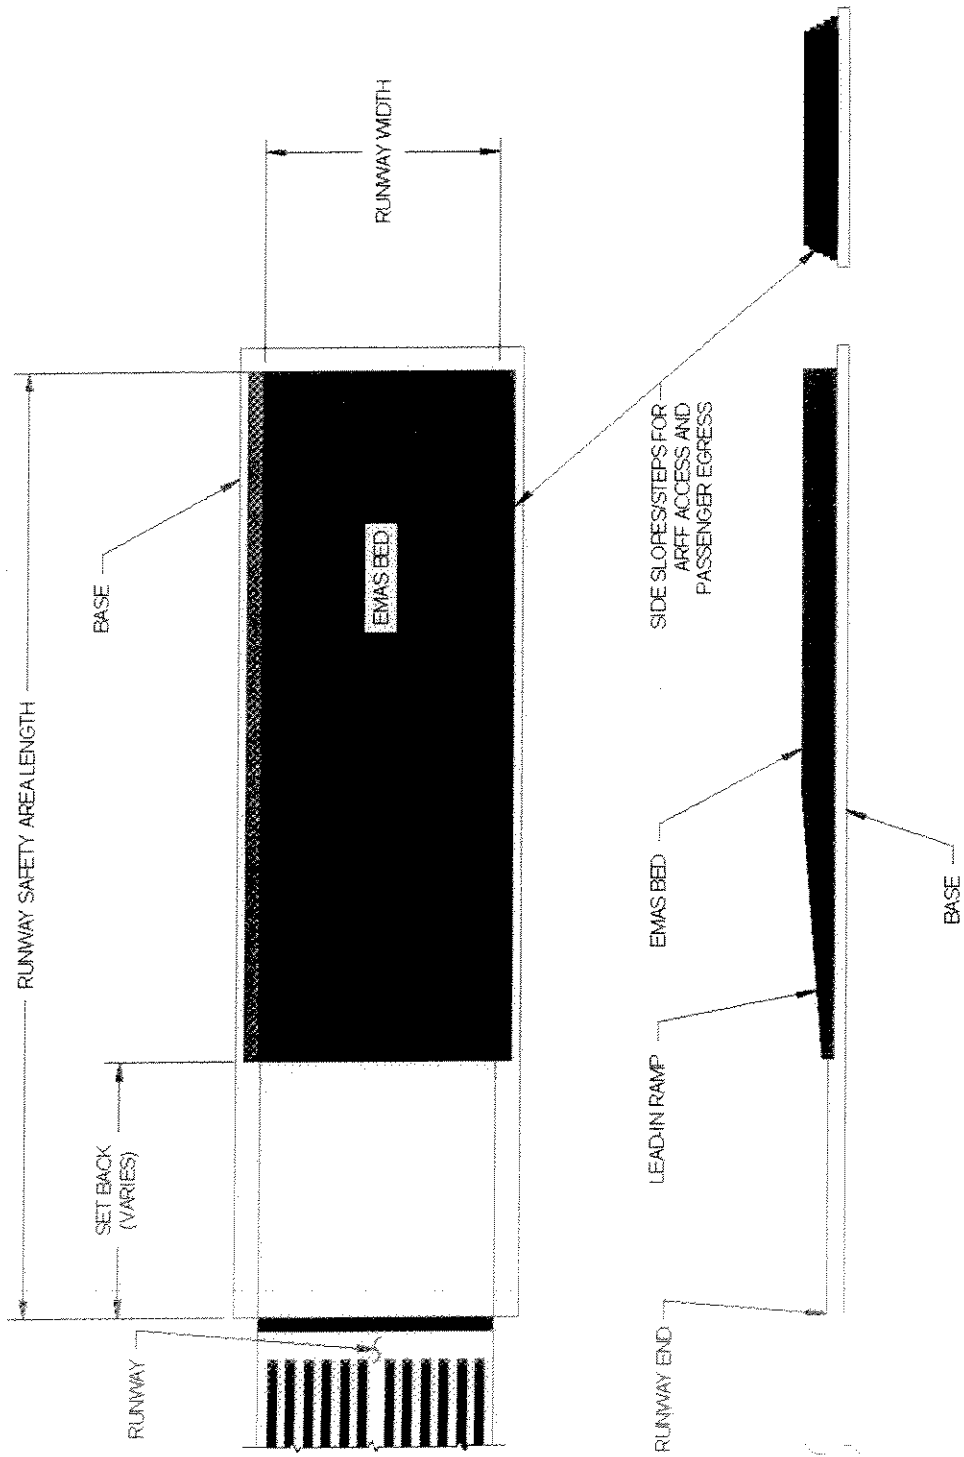 RUNWAY SAFETY AREA LENGTH
SET BACK
(VARIES)
BASE
RUNWAY
EMAS BED
RUNWAY WIDTH
SIDE SLOPES/STEPS FOR
ARFF ACCESS AND
PASSENGER EGRESS
RUNWAY END
LEAD-IN RAMP
EMAS BED
BASE